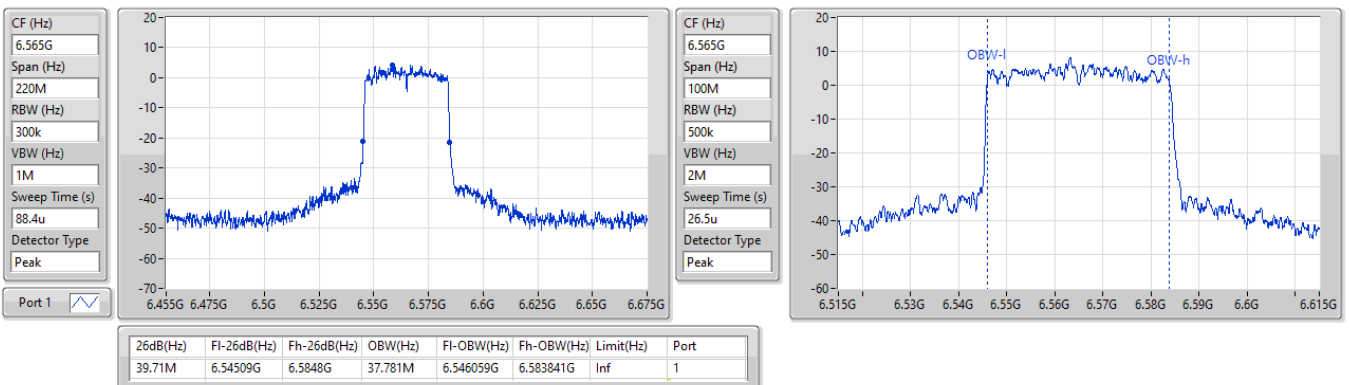 CF (Hz)
6.565G
Span (Hz)
220M
RBW (Hz)
300k
VBW (Hz)
1M
Sweep Time (s)
88.4u
Detector Type
Peak
Port 1
20
10
0
-10
-20
-30
-40
-50
-60
-70
6.455G 6.475G 6.5G 6.525G 6.55G 6.575G 6.6G 6.625G 6.65G 6.675G
CF (Hz)
6.565G
Span (Hz)
100M
RBW (Hz)
500k
VBW (Hz)
2M
Sweep Time (s)
26.5u
Detector Type
Peak
20
10
0
-10
-20
-30
-40
-50
-60
OBW-l
OBW-h
6.515G 6.53G 6.54G 6.55G 6.56G 6.57G 6.58G 6.59G 6.6G 6.615G
26dB(Hz) Fl-26dB(Hz) Fh-26dB(Hz) OBW(Hz) Fl-OBW(Hz) Fh-OBW(Hz) Limit(Hz) Port
39.71M 6.54509G 6.5848G 37.781M 6.546059G 6.583841G Inf 1